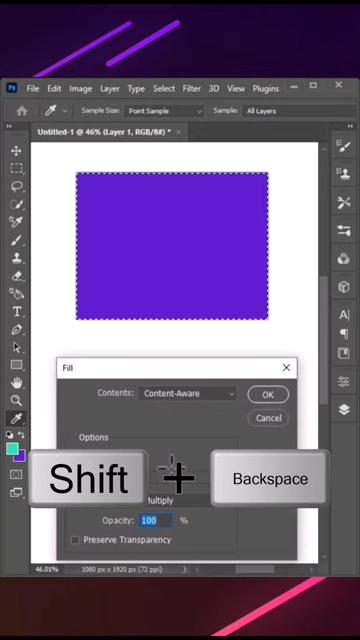 Ps File Edit Image Layer Type Select Filter 3D View Plugins
Sample Size: Point Sample Sample: All Layers
Untitled-1 @ 46% (Layer 1, RGB/8#) * ×
Fill
Contents: Content-Aware OK
Cancel
Options
Shift + Backspace
Multiply
Opacity: 100 %
Preserve Transparency
46.01% 1080 px x 1920 px (72 ppi)